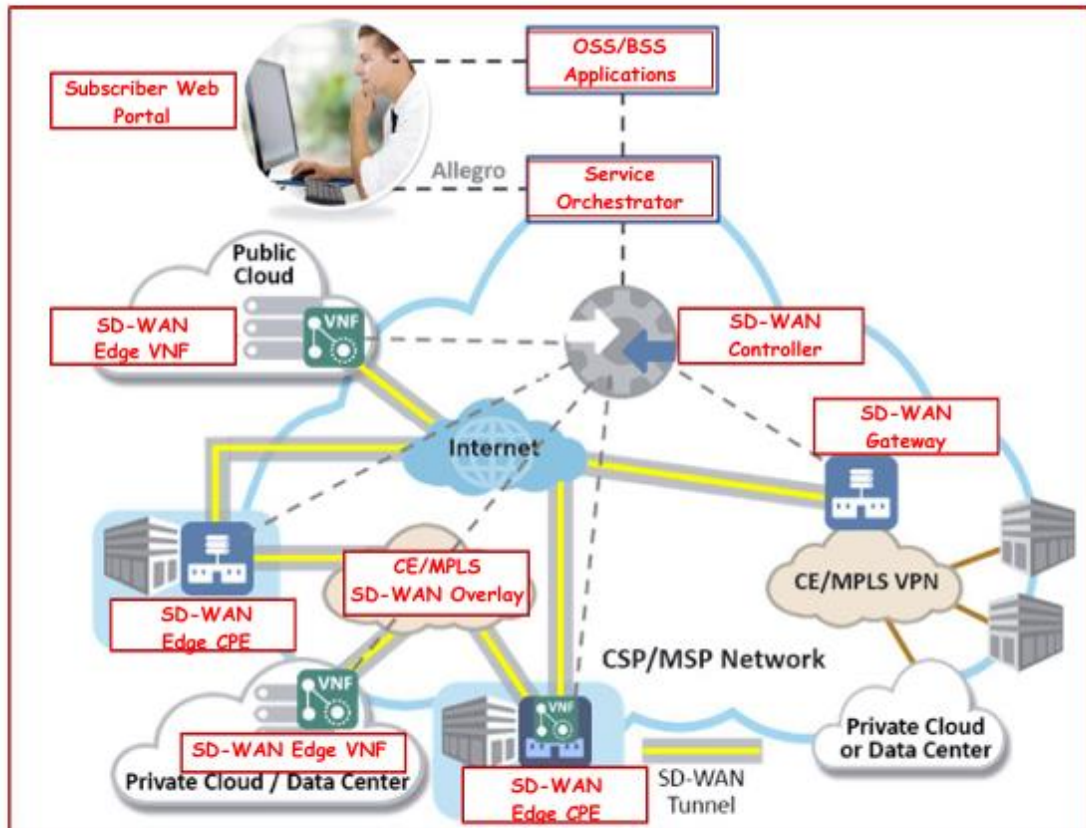 OSS/BSS
Applications
Subscriber Web
Portal
Allegro
Service
Orchestrator
Public
Cloud
VNF
SD-WAN
Edge VNF
SD-WAN
Controller
SD-WAN
Gateway
Internet
CE/MPLS
SD-WAN Overlay
CE/MPLS VPN
SD-WAN
Edge CPE
CSP/MSP Network
VNF
SD-WAN Edge VNF
Private Cloud / Data Center
VNF
SD-WAN
Edge CPE
SD-WAN
Tunnel
Private Cloud
or Data Center